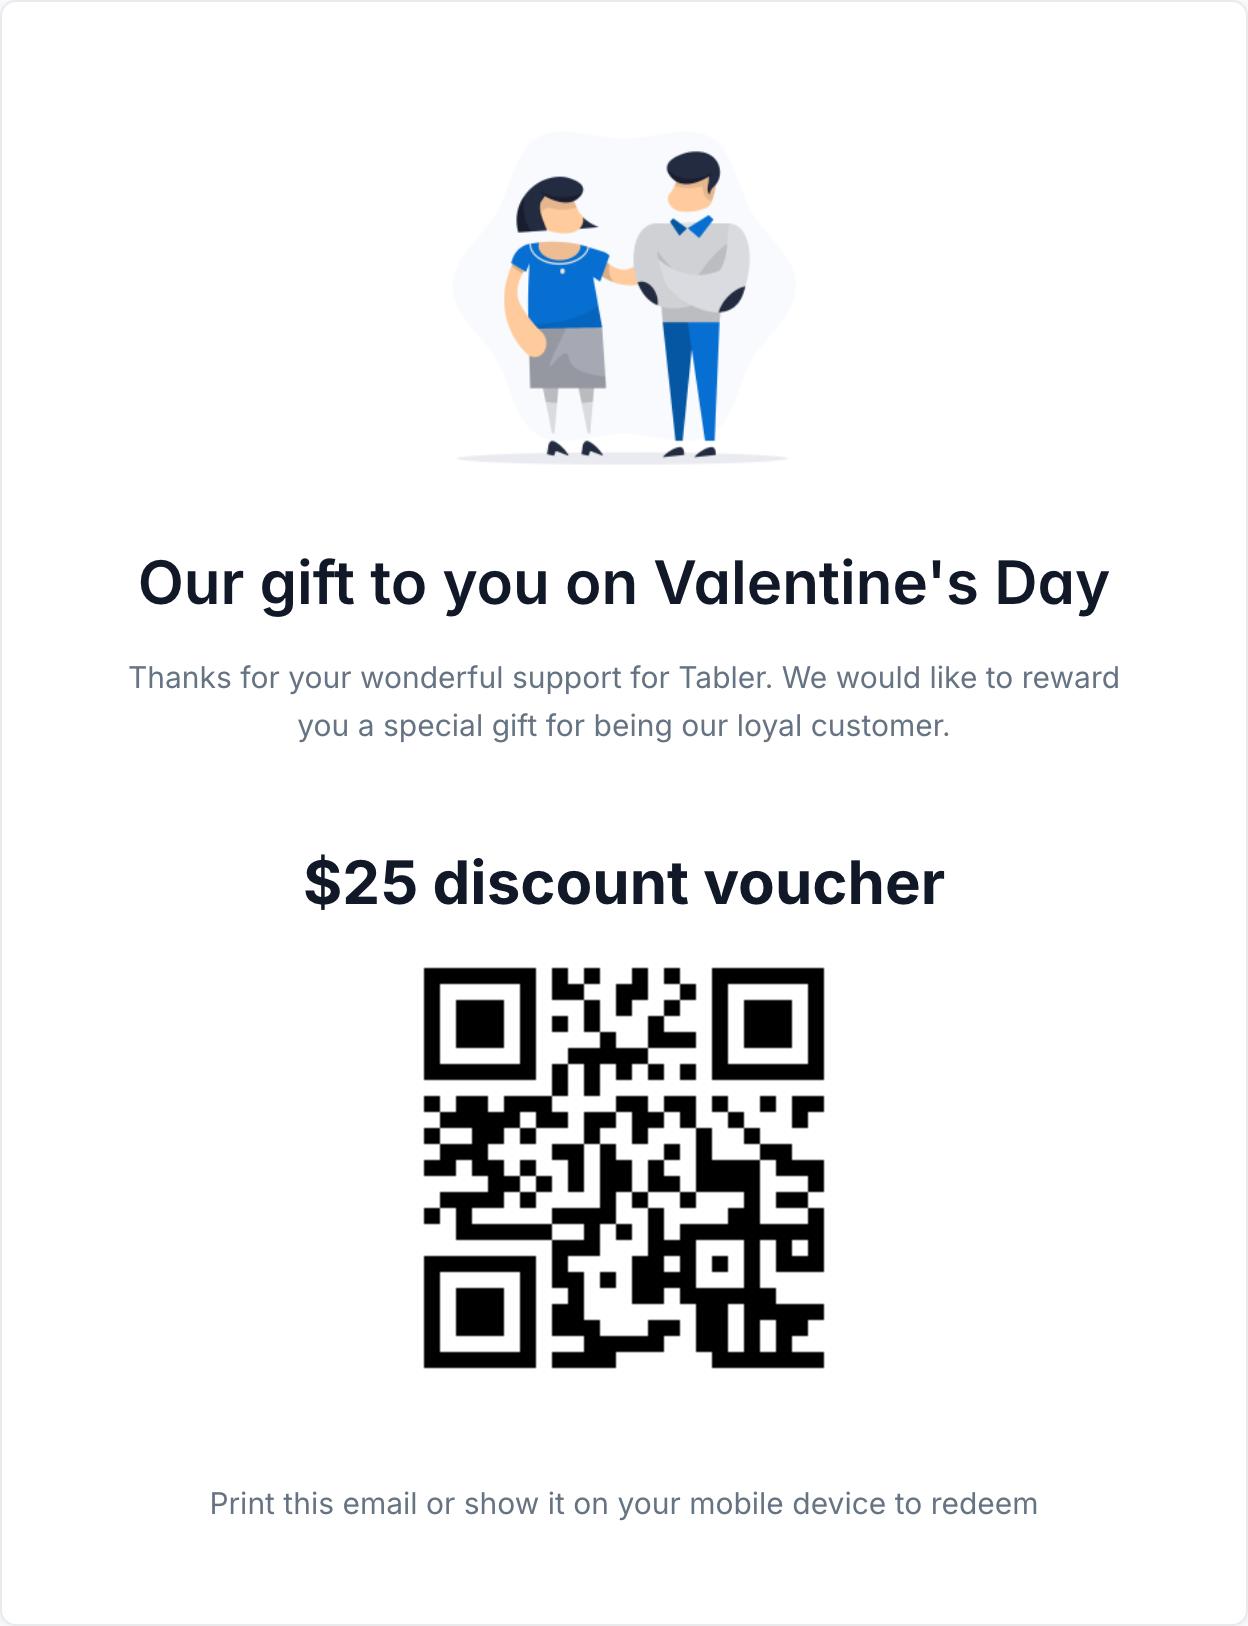 Our gift to you on Valentine's Day
Thanks for your wonderful support for Tabler. We would like to reward
you a special gift for being our loyal customer.
$25 discount voucher
Print this email or show it on your mobile device to redeem